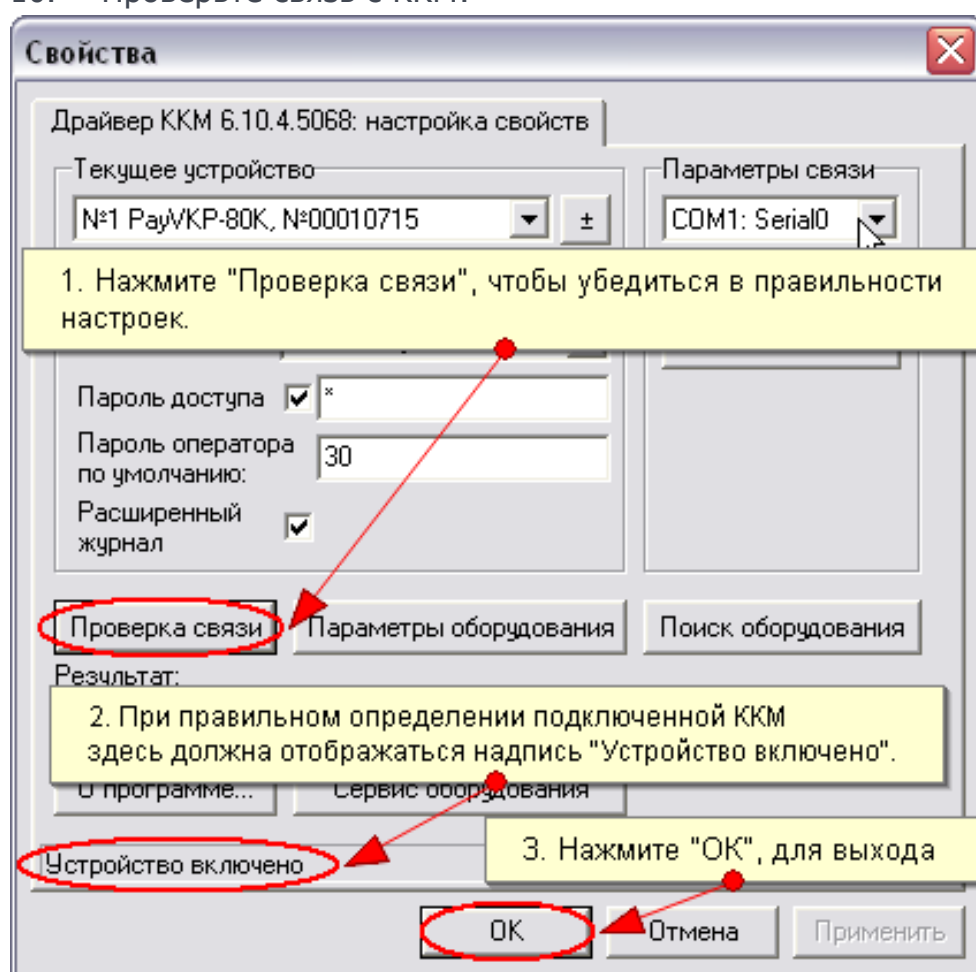 10. Проверьте связь с ККМ.
Свойства
Драйвер ККМ 6.10.4.5068: настройка свойств
Текущее устройство
Параметры связи
№1 PayVKP-80K, №00010715
±
COM1: Serial0
1. Нажмите "Проверка связи", чтобы убедиться в правильности
настроек.
Пароль доступа
*
Пароль оператора
по умолчанию:
30
Расширенный
журнал
Проверка связи
Параметры оборудования
Поиск оборудования
Результат:
2. При правильном определении подключенной ККМ
здесь должна отображаться надпись "Устройство включено".
О программе...
Сервис оборудования
3. Нажмите "ОК", для выхода
Устройство включено
ОК
Отмена
Применить